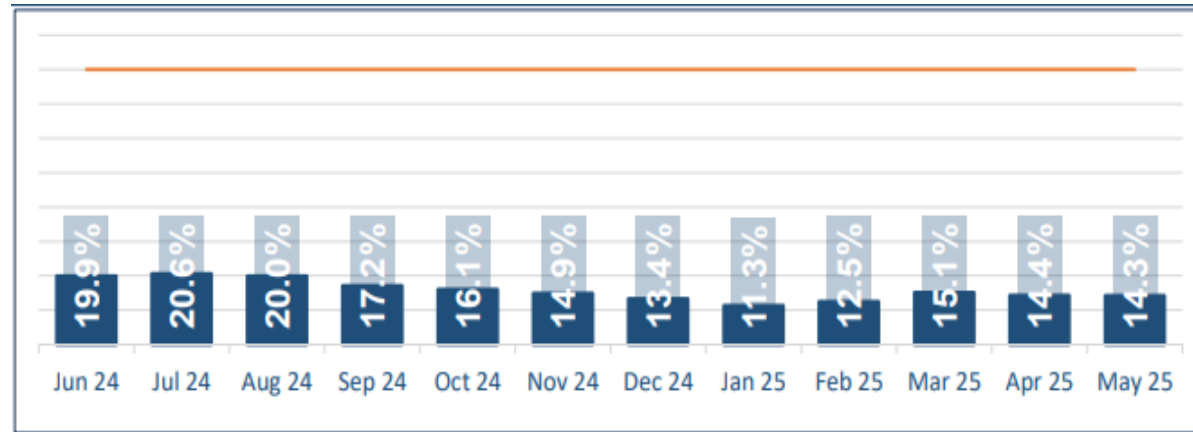 19.9% 20.6% 20.0% 17.2% 16.1% 14.9% 13.4% 11.3% 12.5% 15.1% 14.4% 14.3%
Jun 24 Jul 24 Aug 24 Sep 24 Oct 24 Nov 24 Dec 24 Jan 25 Feb 25 Mar 25 Apr 25 May 25